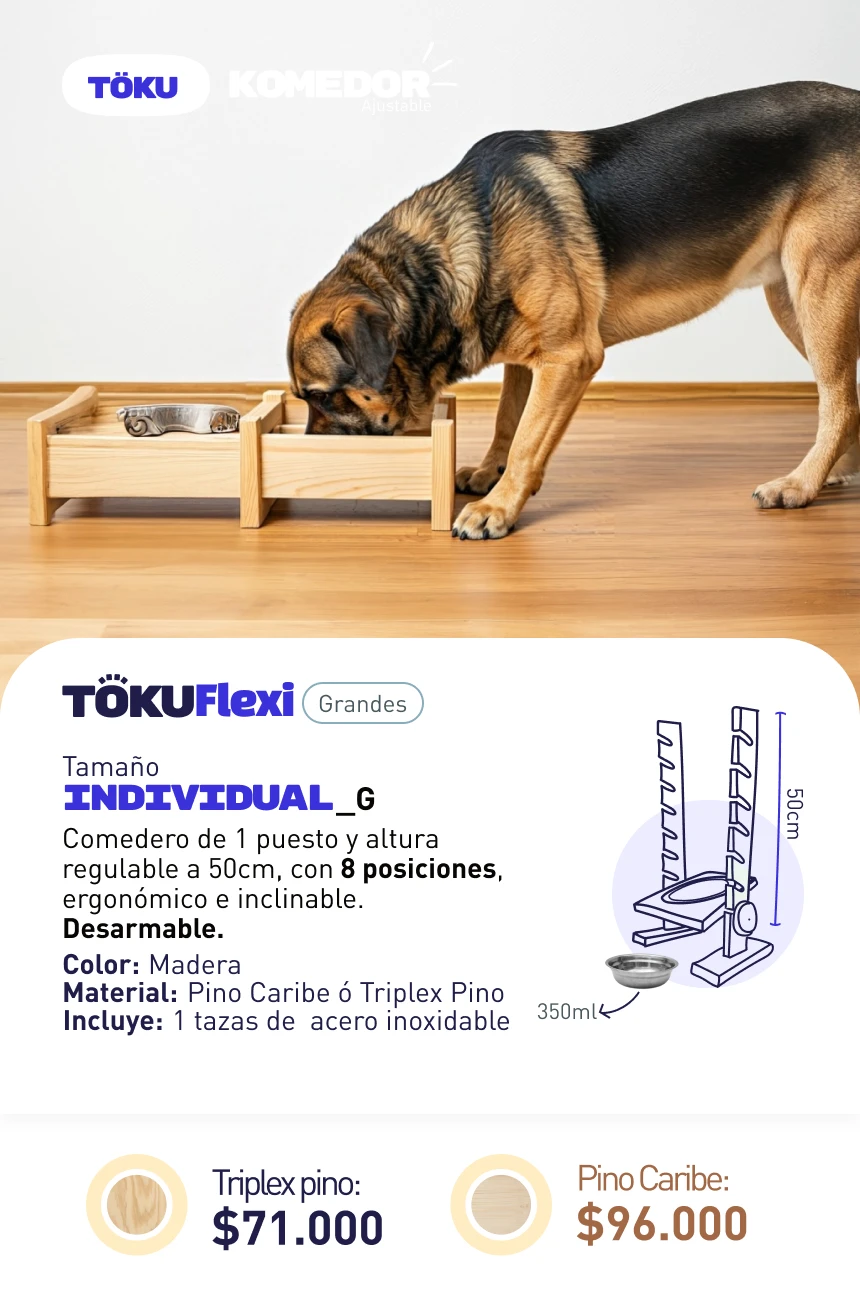 TÖKU KOMEDOR
Ajustable
TÖKUFlexi Grandes
Tamaño
INDIVIDUAL_G
Comedero de 1 puesto y altura
regulable a 50cm, con 8 posiciones,
ergonómico e inclinable.
Desarmable.
Color: Madera
Material: Pino Caribe ó Triplex Pino
Incluye: 1 tazas de acero inoxidable
50cm
350ml
Triplex pino:
$71.000
Pino Caribe:
$96.000